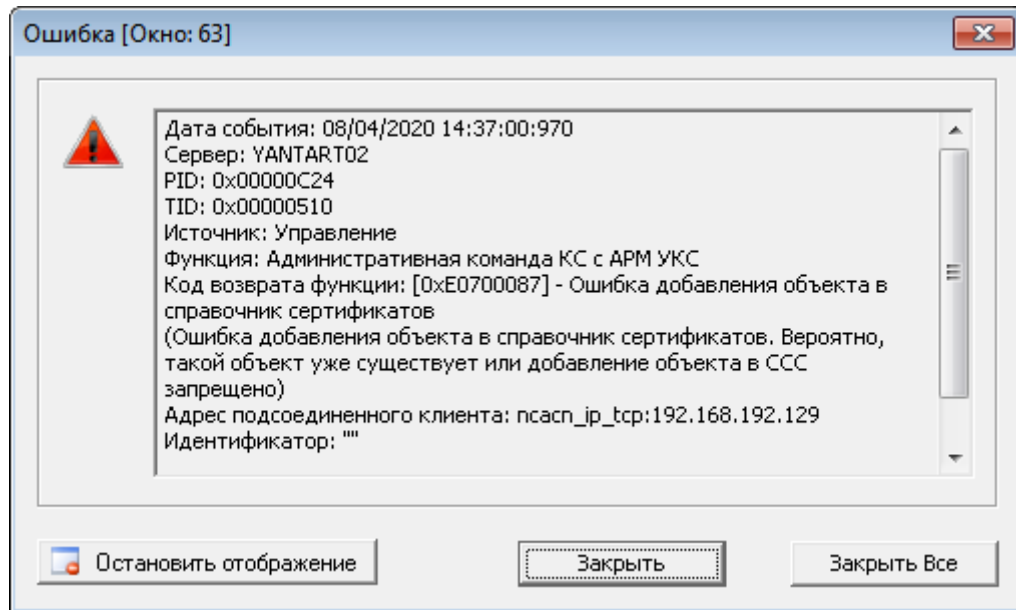 Ошибка [Окно: 63]
Дата события: 08/04/2020 14:37:00:970
Сервер: YANTART02
PID: 0x00000C24
TID: 0x00000510
Источник: Управление
Функция: Административная команда КС с АРМ УКС
Код возврата функции: [0xE0700087] - Ошибка добавления объекта в
справочник сертификатов
(Ошибка добавления объекта в справочник сертификатов. Вероятно,
такой объект уже существует или добавление объекта в ССС
запрещено)
Адрес подсоединенного клиента: ncacn_ip_tcp:192.168.192.129
Идентификатор: ""
Остановить отображение
Закрыть
Закрыть Все